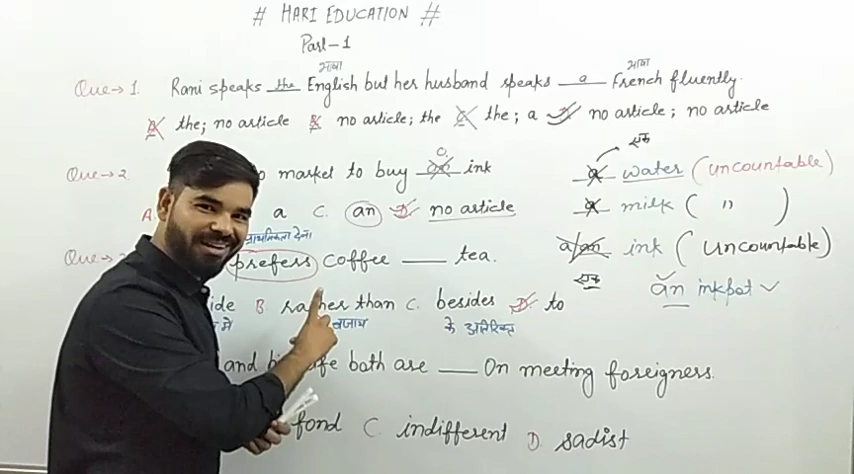 # HARI EDUCATION #
Part-1
भाषा भाषा
Que→ 1. Rani speaks the English but her husband speaks a French fluently.
A the; no article B no article; the C the; a D no article; no article
एक
Que→ 2 market to buy an a ink
a water (uncountable)
A a C. an D no article
a milk ( " )
प्राथमिकता देना
Que→ prefers coffee ___ tea.
a/an ink ( uncountable)
एक
an inkpot ✓
ide B. rather than C. besides D to
में बजाय के अतिरिक्त
and both are ___ On meeting foreigners.
fond C. indifferent D sadist